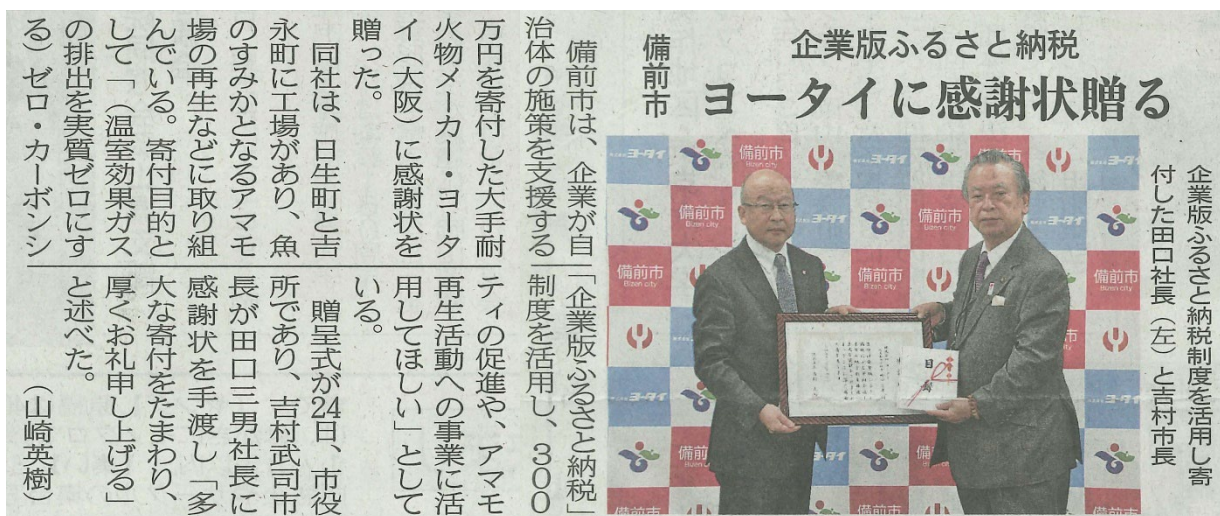 企業版ふるさと納税
ヨータイに感謝状贈る
備前市
備前市は、企業が自
治体の施策を支援する
「企業版ふるさと納税」
制度を活用し、300
万円を寄付した大手耐
火物メーカー・ヨータ
イ(大阪)に感謝状を
贈った。
同社は、日生町と吉
永町に工場があり、魚
のすみかとなるアマモ
場の再生などに取り組
んでいる。寄付目的と
して「(温室効果ガス
の排出を実質ゼロにす
る)ゼロ・カーボンシ
ティの促進や、アマモ
再生活動への事業に活
用してほしい」として
いる。
贈呈式が24日、市役
所であり、吉村武司市
長が田口三男社長に
感謝状を手渡し「多
大な寄付をたまわり、
厚くお礼申し上げる」
と述べた。
(山崎英樹)
企業版ふるさと納税制度を活用し寄
付した田口社長(左)と吉村市長
備前市
Bizen city
ヨータイ
目録